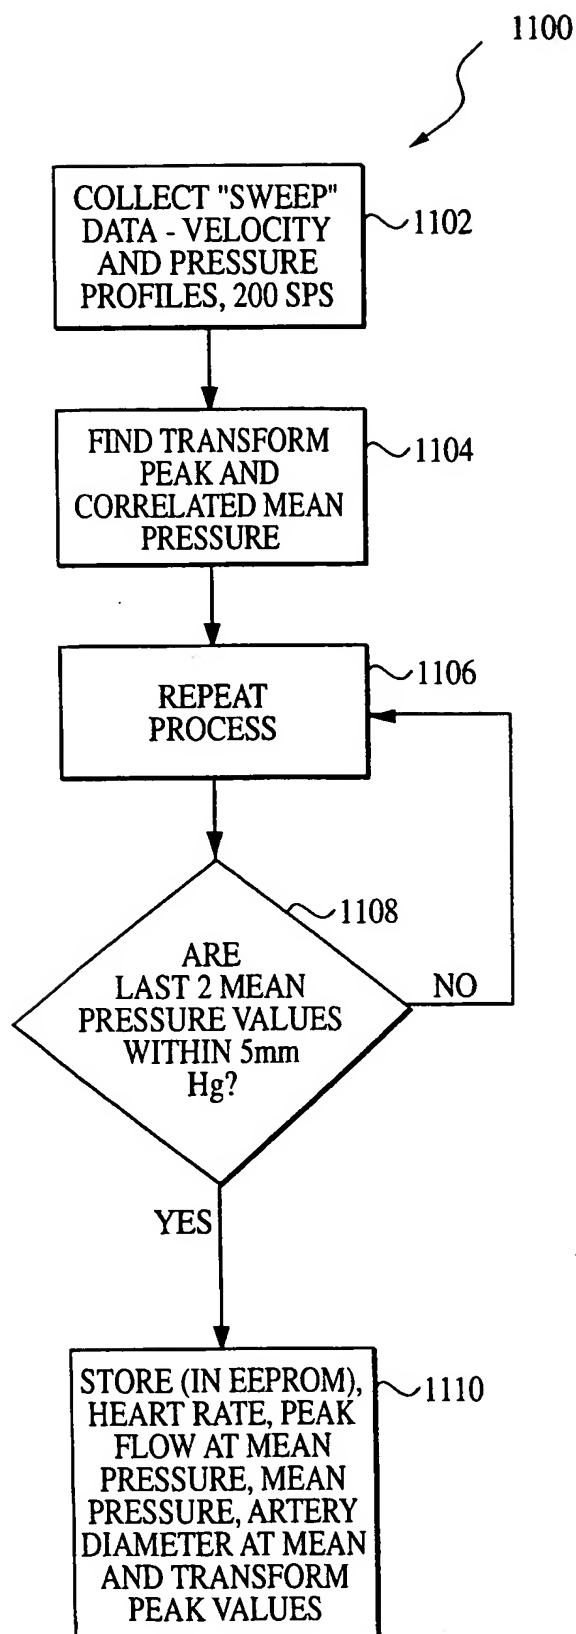 1100
COLLECT "SWEEP"
DATA - VELOCITY
AND PRESSURE
PROFILES, 200 SPS
1102
FIND TRANSFORM
PEAK AND
CORRELATED MEAN
PRESSURE
1104
REPEAT
PROCESS
1106
ARE
LAST 2 MEAN
PRESSURE VALUES
WITHIN 5mm
Hg?
1108
NO
YES
STORE (IN EEPROM),
HEART RATE, PEAK
FLOW AT MEAN
PRESSURE, MEAN
PRESSURE, ARTERY
DIAMETER AT MEAN
AND TRANSFORM
PEAK VALUES
1110